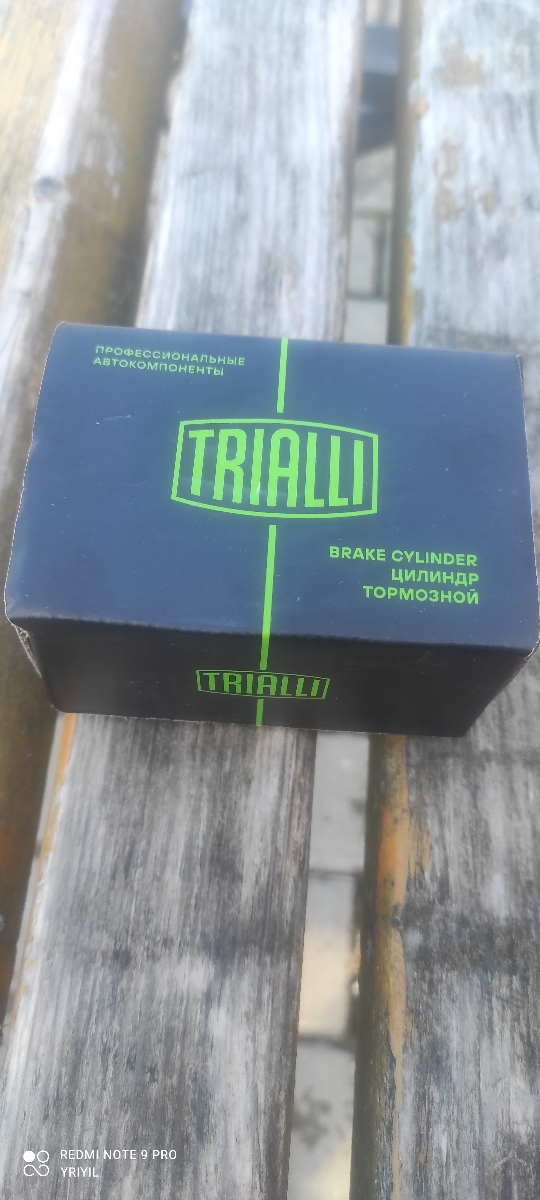 ПРОФЕССИОНАЛЬНЫЕ
АВТОКОМПОНЕНТЫ
TRIALLI
BRAKE CYLINDER
ЦИЛИНДР
ТОРМОЗНОЙ
TRIALLI
REDMI NOTE 9 PRO
YRIYIL